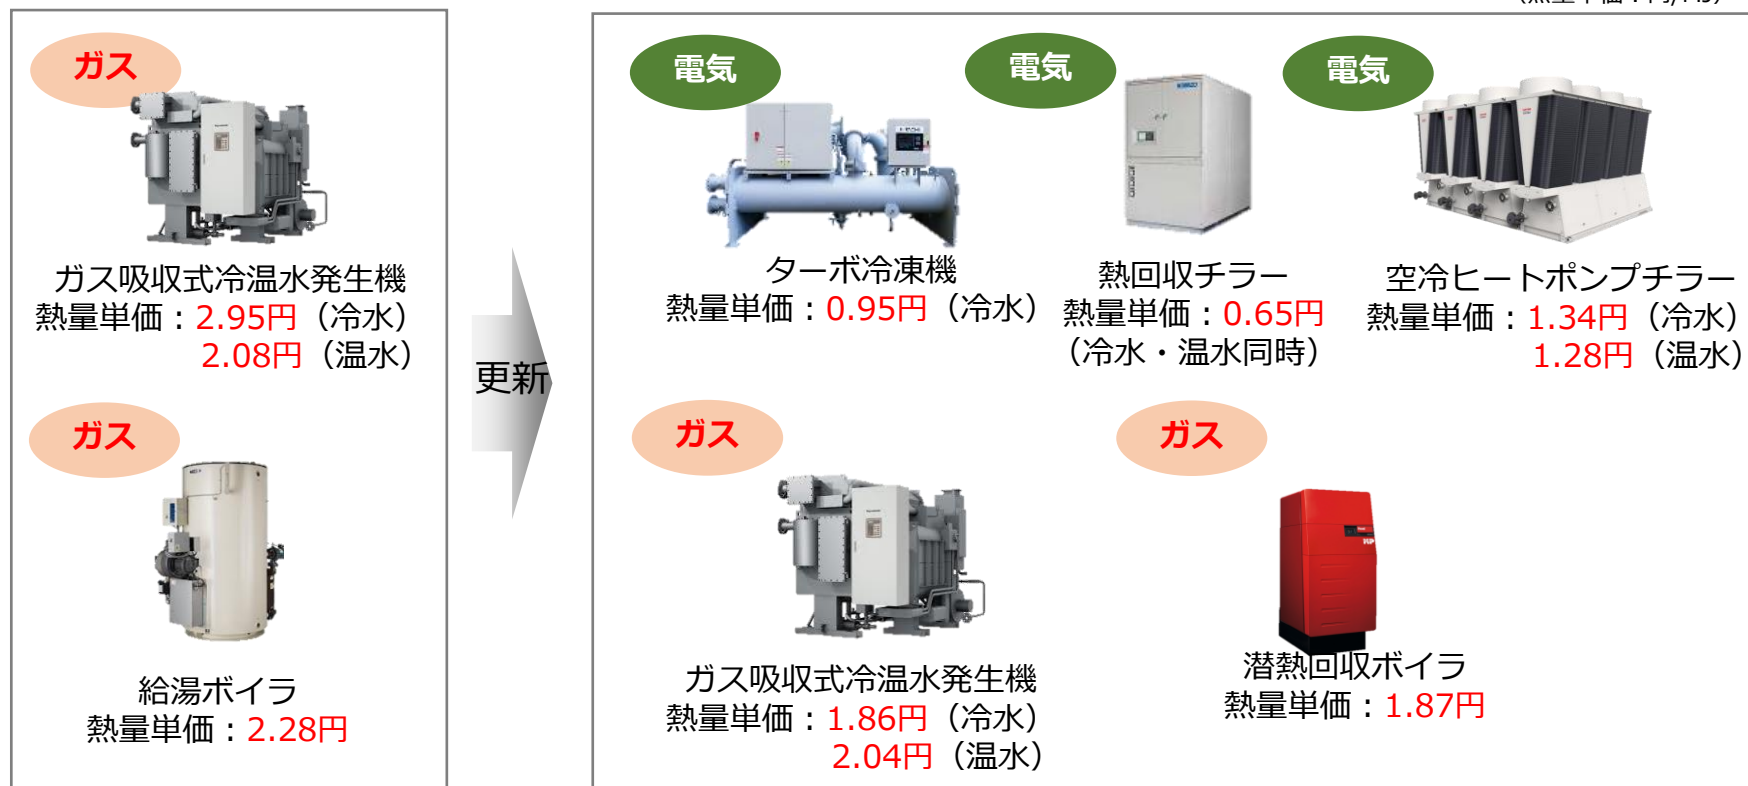 ガス
ガス吸収式冷温水発生機
熱量単価：2.95円（冷水）
2.08円（温水）
ガス
給湯ボイラ
熱量単価：2.28円
更新
電気
ターボ冷凍機
熱量単価：0.95円（冷水）
電気
熱回収チラー
熱量単価：0.65円
（冷水・温水同時）
電気
空冷ヒートポンプチラー
熱量単価：1.34円（冷水）
1.28円（温水）
ガス
ガス吸収式冷温水発生機
熱量単価：1.86円（冷水）
2.04円（温水）
ガス
潜熱回収ボイラ
熱量単価：1.87円